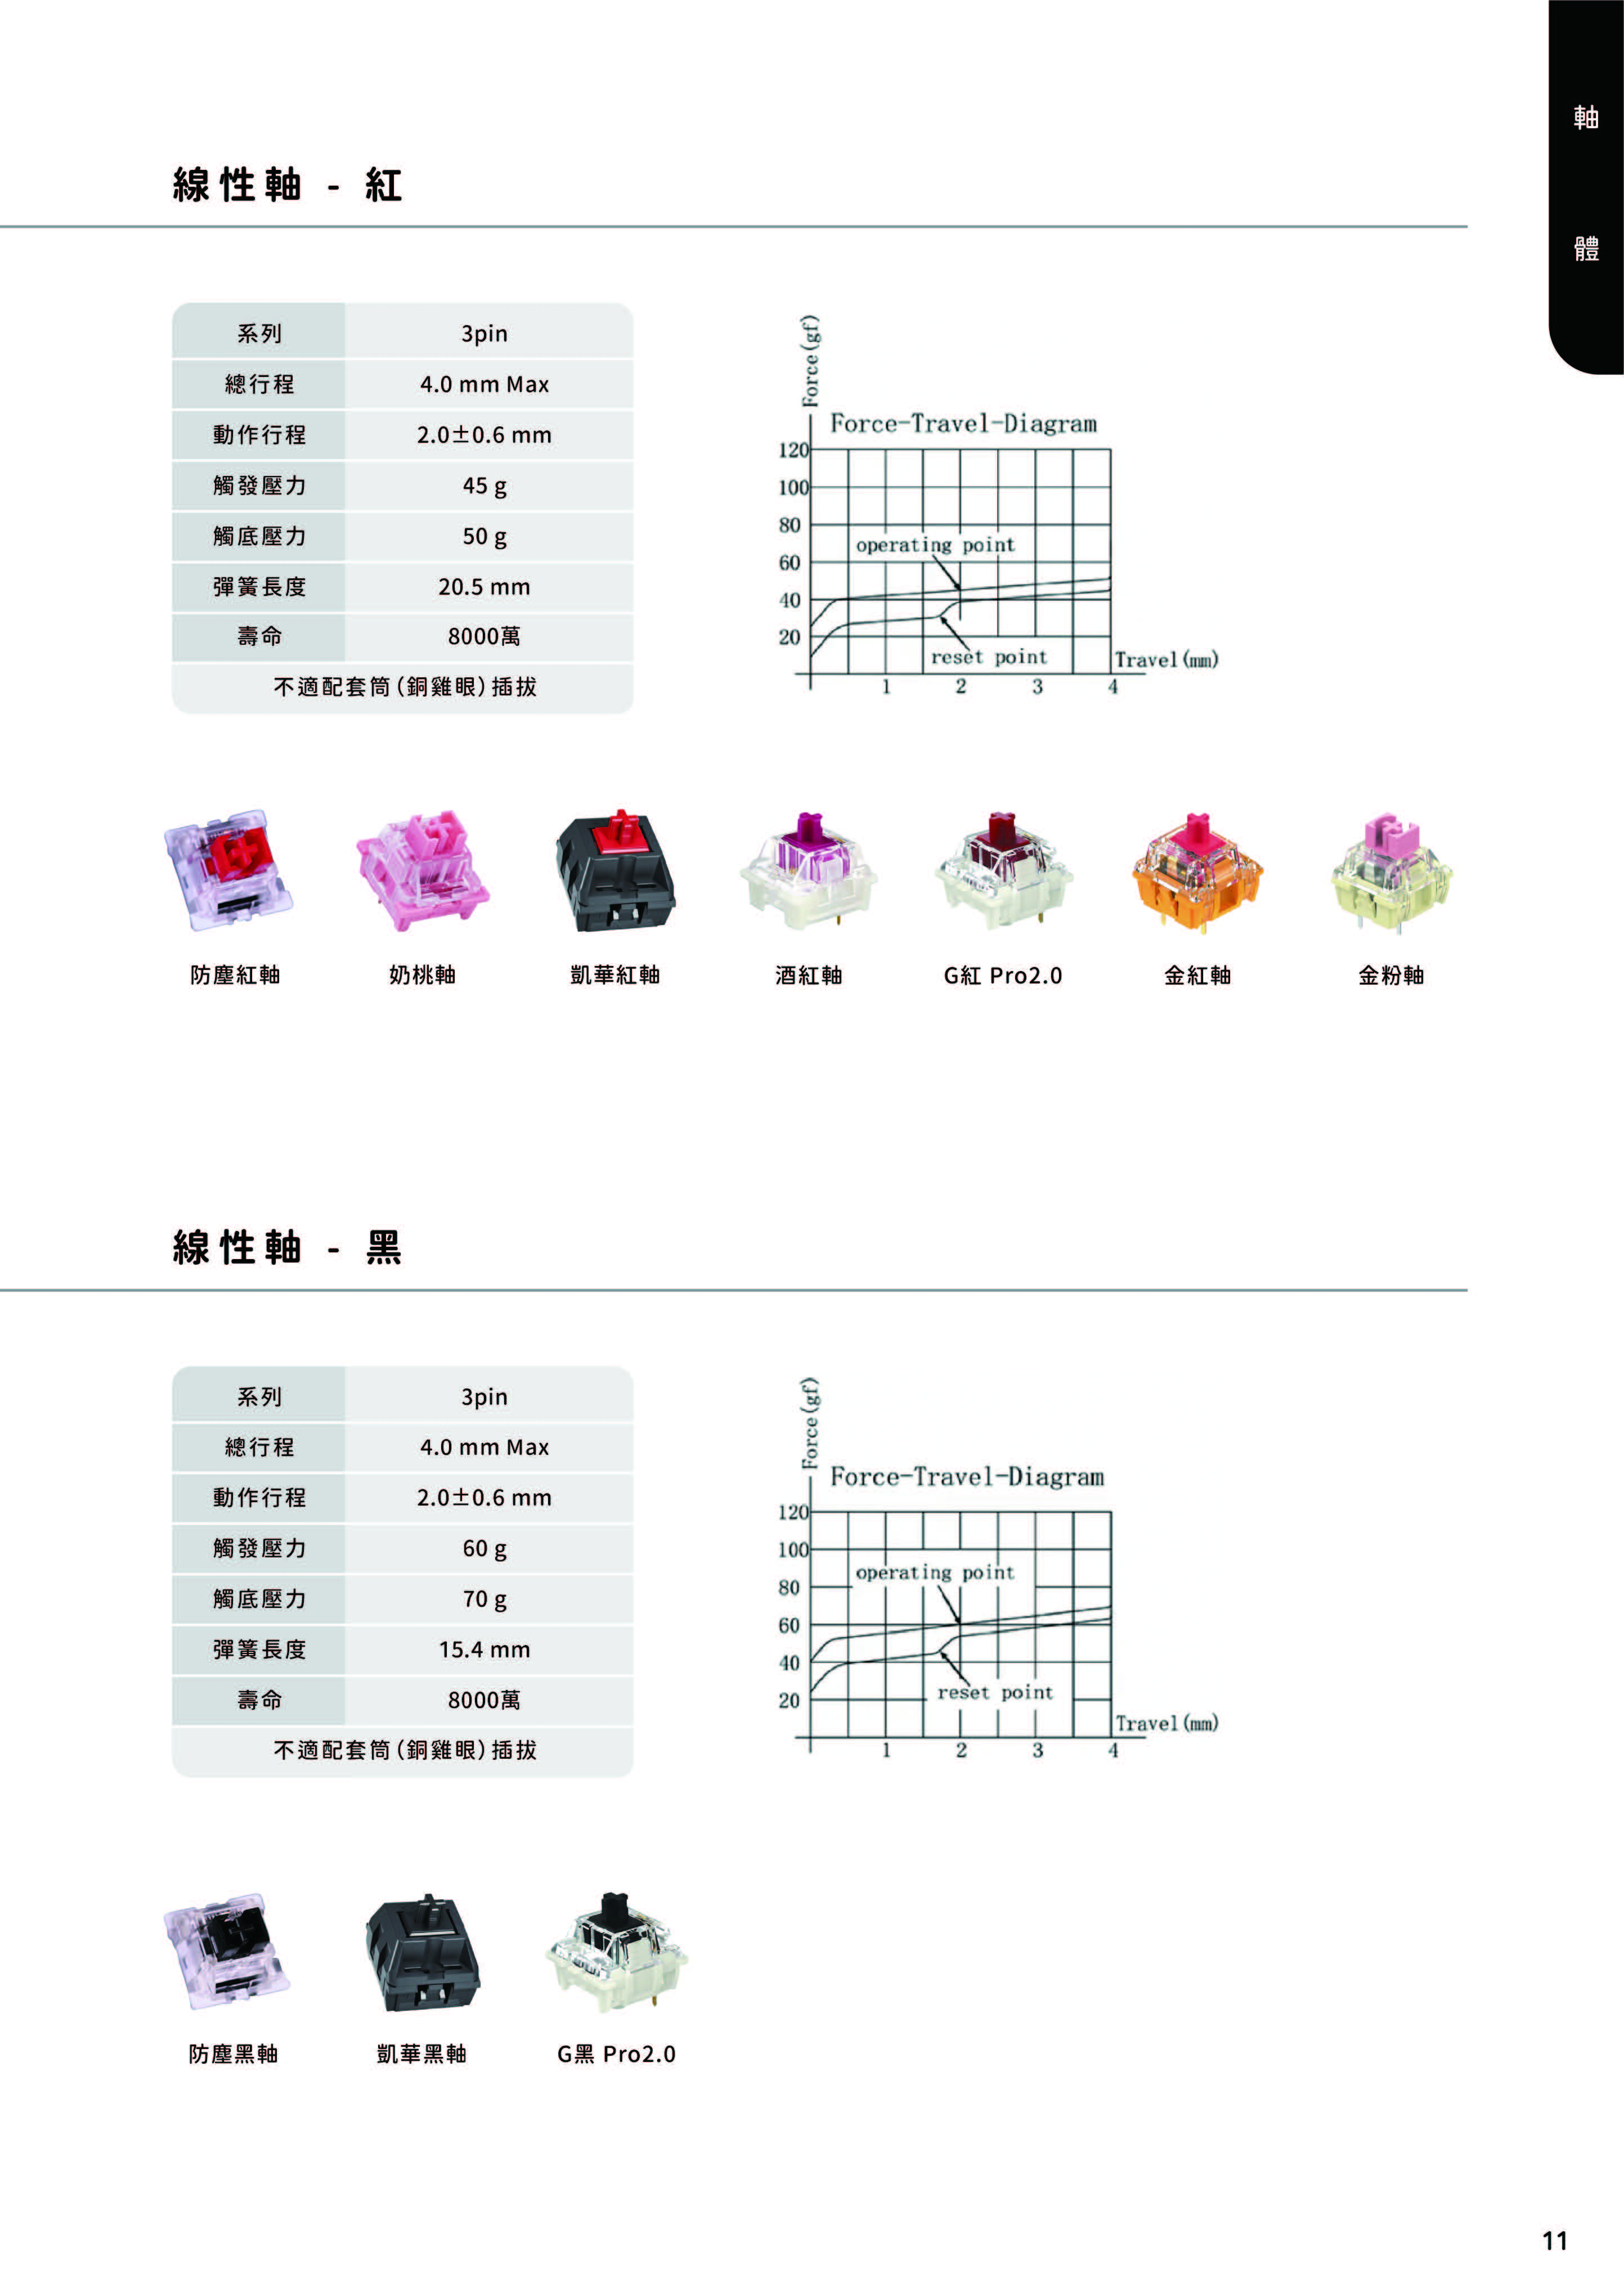 軸
體
線性軸 - 紅
系列 3pin
總行程 4.0 mm Max
動作行程 2.0±0.6 mm
觸發壓力 45 g
觸底壓力 50 g
彈簧長度 20.5 mm
壽命 8000萬
不適配套筒(銅雞眼)插拔
Force(gf)
Force-Travel-Diagram
120
100
80
operating point
60
40
20
reset point
Travel(mm)
1 2 3 4
防塵紅軸 奶桃軸 凱華紅軸 酒紅軸 G紅 Pro2.0 金紅軸 金粉軸
線性軸 - 黑
系列 3pin
總行程 4.0 mm Max
動作行程 2.0±0.6 mm
觸發壓力 60 g
觸底壓力 70 g
彈簧長度 15.4 mm
壽命 8000萬
不適配套筒(銅雞眼)插拔
Force(gf)
Force-Travel-Diagram
120
100
operating point
80
60
40
reset point
20
Travel(mm)
1 2 3 4
防塵黑軸 凱華黑軸 G黑 Pro2.0
11